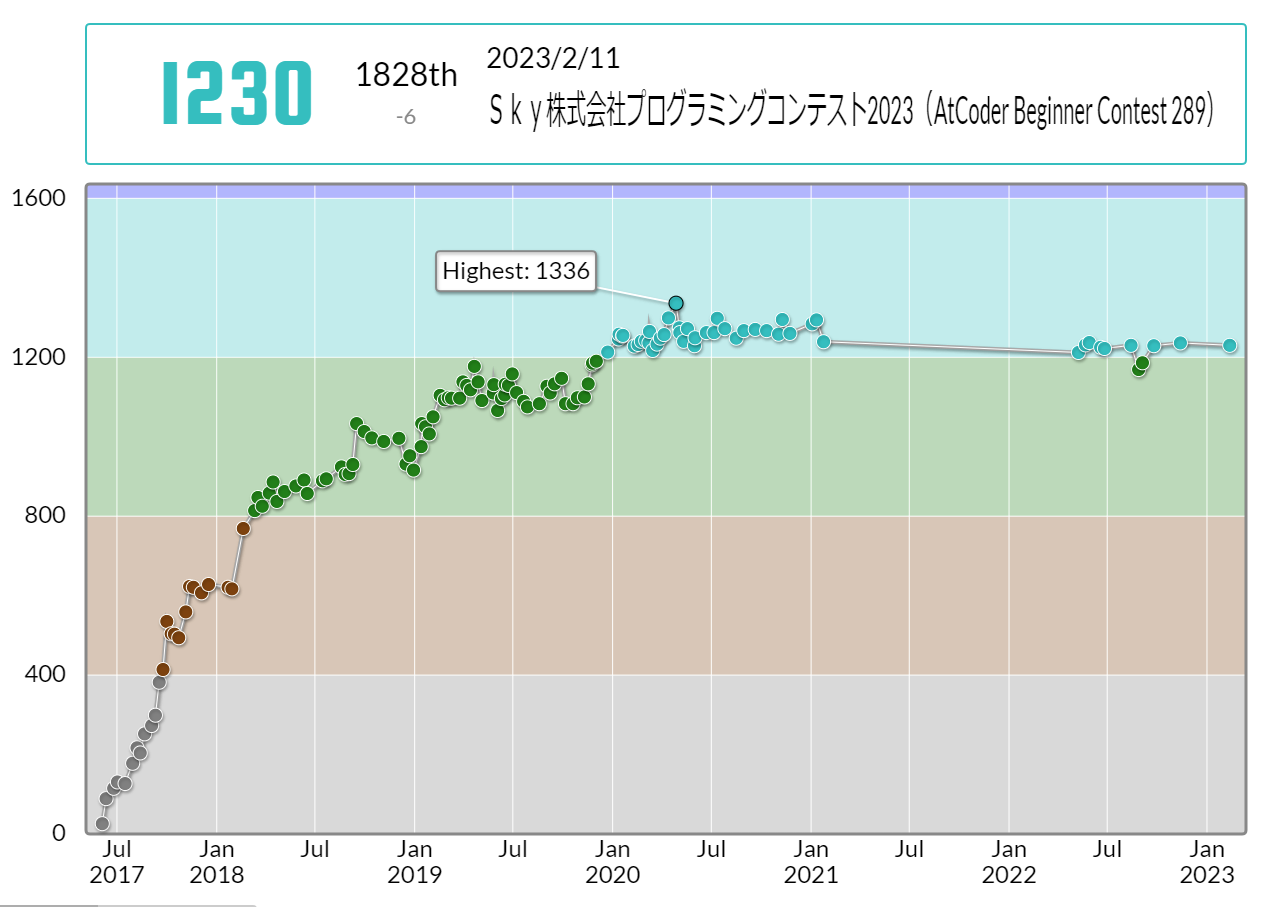 1230
1828th
-6
2023/2/11
Ｓｋｙ株式会社プログラミングコンテスト2023（AtCoder Beginner Contest 289）
1600
Highest: 1336
1200
800
400
0
Jul Jan Jul Jan Jul Jan Jul Jan Jul Jan Jul Jan
2017 2018 2019 2020 2021 2022 2023